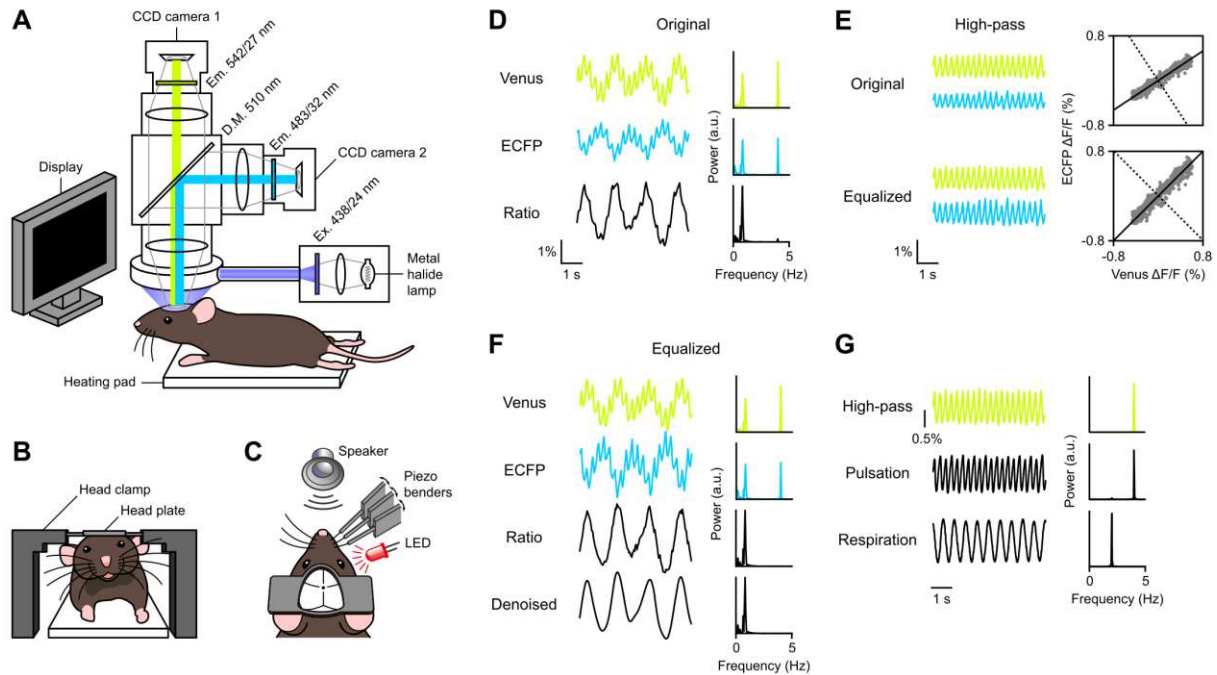 A
CCD camera 1
Em. 542/27 nm
D.M. 510 nm
Em. 483/32 nm
CCD camera 2
Display
Ex. 438/24 nm
Metal
halide
lamp
Heating pad
B
Head clamp
Head plate
C
Speaker
Piezo
benders
LED
D
Original
Venus
ECFP
Ratio
1%
1 s
Power (a.u.)
0 5
Frequency (Hz)
E
High-pass
Original
Equalized
1%
1 s
0.8
-0.8
0.8
-0.8
-0.8 0.8
ECFP ΔF/F (%)
Venus ΔF/F (%)
F
Equalized
Venus
ECFP
Ratio
Denoised
Power (a.u.)
0 5
Frequency (Hz)
G
High-pass
0.5%
Pulsation
Respiration
1 s
Power (a.u.)
0 5
Frequency (Hz)